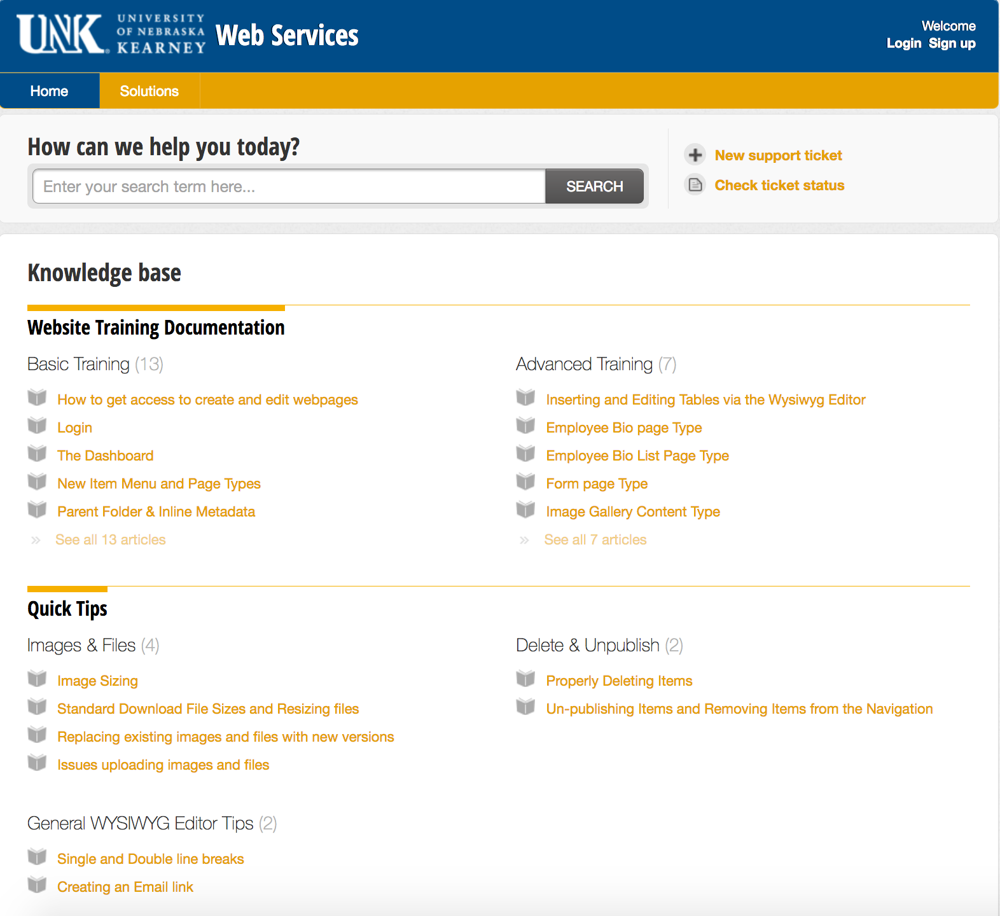 UNK
UNIVERSITY
OF NEBRASKA
KEARNEY
Web Services
Welcome
Login Sign up
Home Solutions
How can we help you today?
Enter your search term here...
SEARCH
New support ticket
Check ticket status
Knowledge base
Website Training Documentation
Basic Training (13)
How to get access to create and edit webpages
Login
The Dashboard
New Item Menu and Page Types
Parent Folder & Inline Metadata
» See all 13 articles
Advanced Training (7)
Inserting and Editing Tables via the Wysiwyg Editor
Employee Bio page Type
Employee Bio List Page Type
Form page Type
Image Gallery Content Type
» See all 7 articles
Quick Tips
Images & Files (4)
Image Sizing
Standard Download File Sizes and Resizing files
Replacing existing images and files with new versions
Issues uploading images and files
Delete & Unpublish (2)
Properly Deleting Items
Un-publishing Items and Removing Items from the Navigation
General WYSIWYG Editor Tips (2)
Single and Double line breaks
Creating an Email link